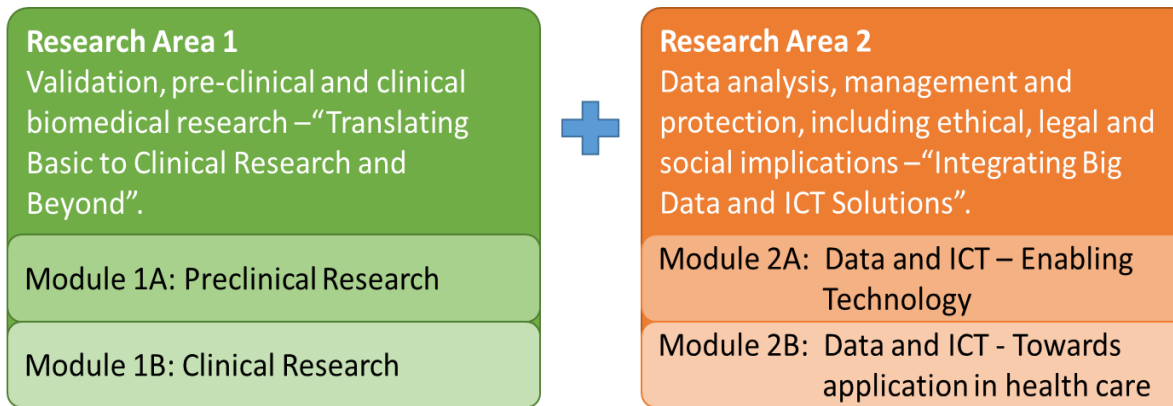 Research Area 1
Validation, pre-clinical and clinical
biomedical research –“Translating
Basic to Clinical Research and
Beyond”.
Module 1A: Preclinical Research
Module 1B: Clinical Research
Research Area 2
Data analysis, management and
protection, including ethical, legal and
social implications –“Integrating Big
Data and ICT Solutions”.
Module 2A: Data and ICT – Enabling
Technology
Module 2B: Data and ICT - Towards
application in health care